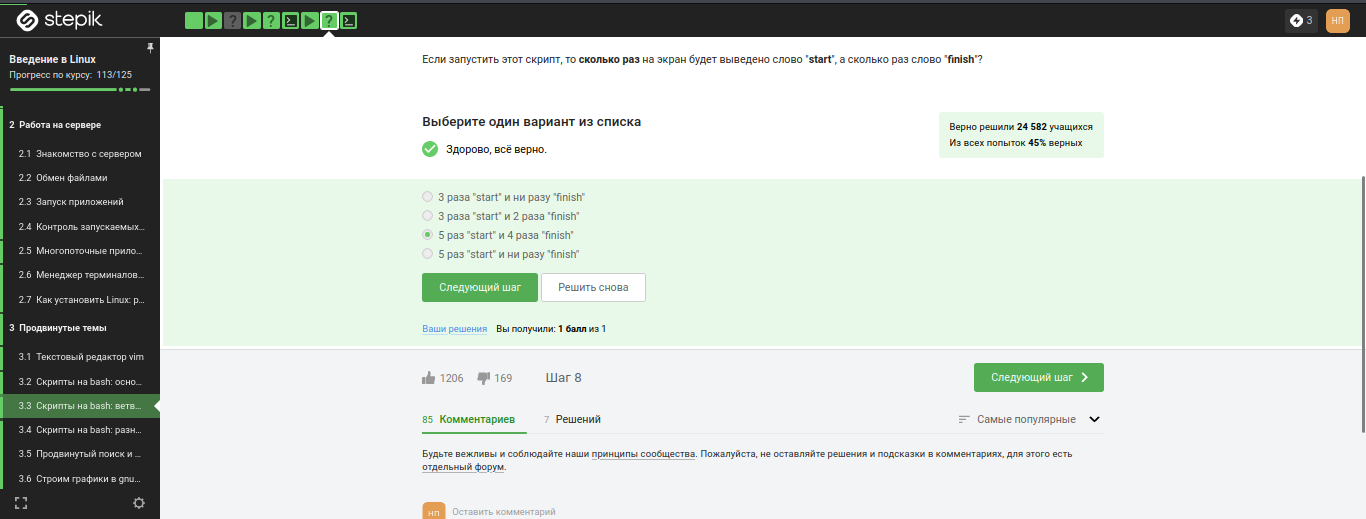 stepik
?
?
?
3
НП
Введение в Linux
Прогресс по курсу: 113/125
2 Работа на сервере
2.1 Знакомство с сервером
2.2 Обмен файлами
2.3 Запуск приложений
2.4 Контроль запускаемых...
2.5 Многопоточные прило...
2.6 Менеджер терминалов...
2.7 Как установить Linux: р...
3 Продвинутые темы
3.1 Текстовый редактор vim
3.2 Скрипты на bash: осно...
3.3 Скрипты на bash: ветв...
3.4 Скрипты на bash: разн...
3.5 Продвинутый поиск и ...
3.6 Строим графики в gnu...
Если запустить этот скрипт, то сколько раз на экран будет выведено слово "start", а сколько раз слово "finish"?
Выберите один вариант из списка
Здорово, всё верно.
Верно решили 24 582 учащихся
Из всех попыток 45% верных
3 раза "start" и ни разу "finish"
3 раза "start" и 2 раза "finish"
5 раз "start" и 4 раза "finish"
5 раз "start" и ни разу "finish"
Следующий шаг
Решить снова
Ваши решения Вы получили: 1 балл из 1
1206 169 Шаг 8
Следующий шаг
85 Комментариев 7 Решений
Самые популярные
Будьте вежливы и соблюдайте наши принципы сообщества. Пожалуйста, не оставляйте решения и подсказки в комментариях, для этого есть
отдельный форум.
НП
Оставить комментарий